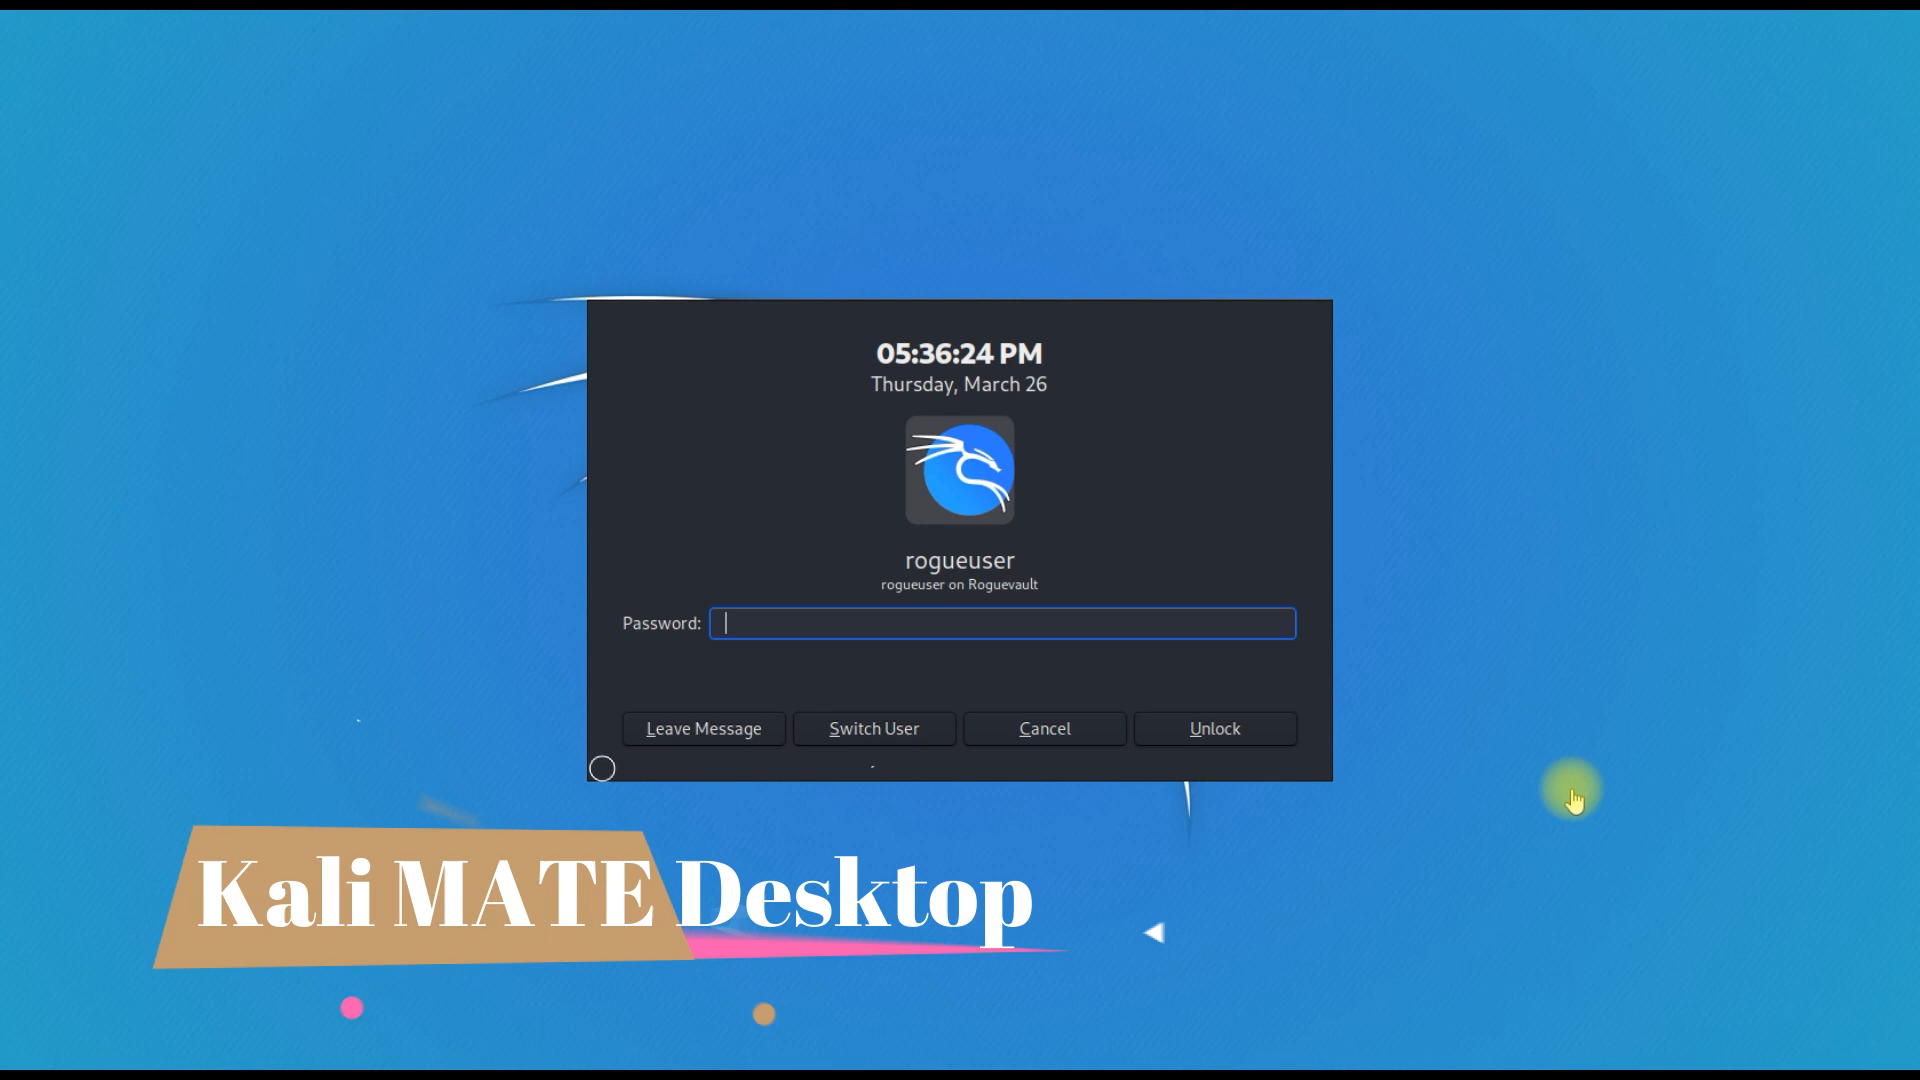 05:36:24 PM
Thursday, March 26
rogueuser
rogueuser on Roguevault
Password:
Leave Message Switch User Cancel Unlock
Kali MATE Desktop